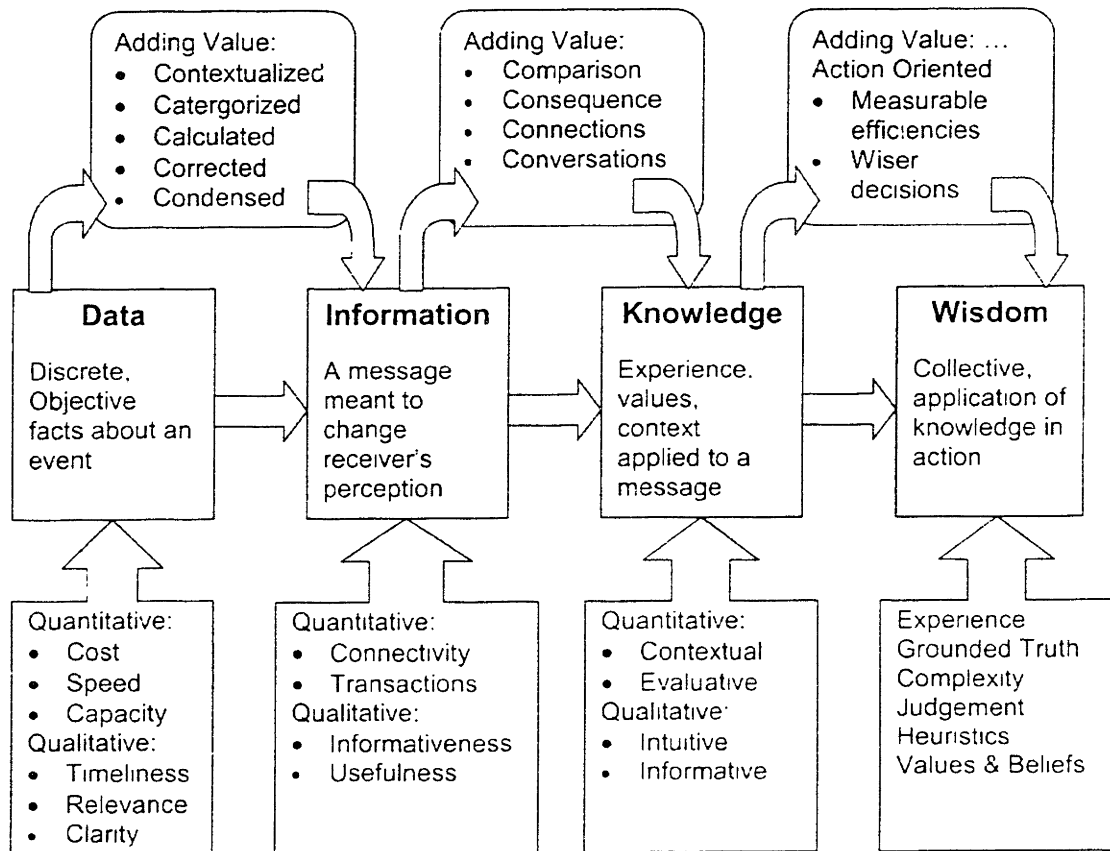 Adding Value:
• Contextualized
• Catergorized
• Calculated
• Corrected
• Condensed
Adding Value:
• Comparison
• Consequence
• Connections
• Conversations
Adding Value: ...
Action Oriented
• Measurable
efficiencies
• Wiser
decisions
Data
Discrete,
Objective
facts about an
event
Information
A message
meant to
change
receiver's
perception
Knowledge
Experience,
values,
context
applied to a
message
Wisdom
Collective,
application of
knowledge in
action
Quantitative:
• Cost
• Speed
• Capacity
Qualitative:
• Timeliness
• Relevance
• Clarity
Quantitative:
• Connectivity
• Transactions
Qualitative:
• Informativeness
• Usefulness
Quantitative:
• Contextual
• Evaluative
Qualitative:
• Intuitive
• Informative
Experience
Grounded Truth
Complexity
Judgement
Heuristics
Values & Beliefs